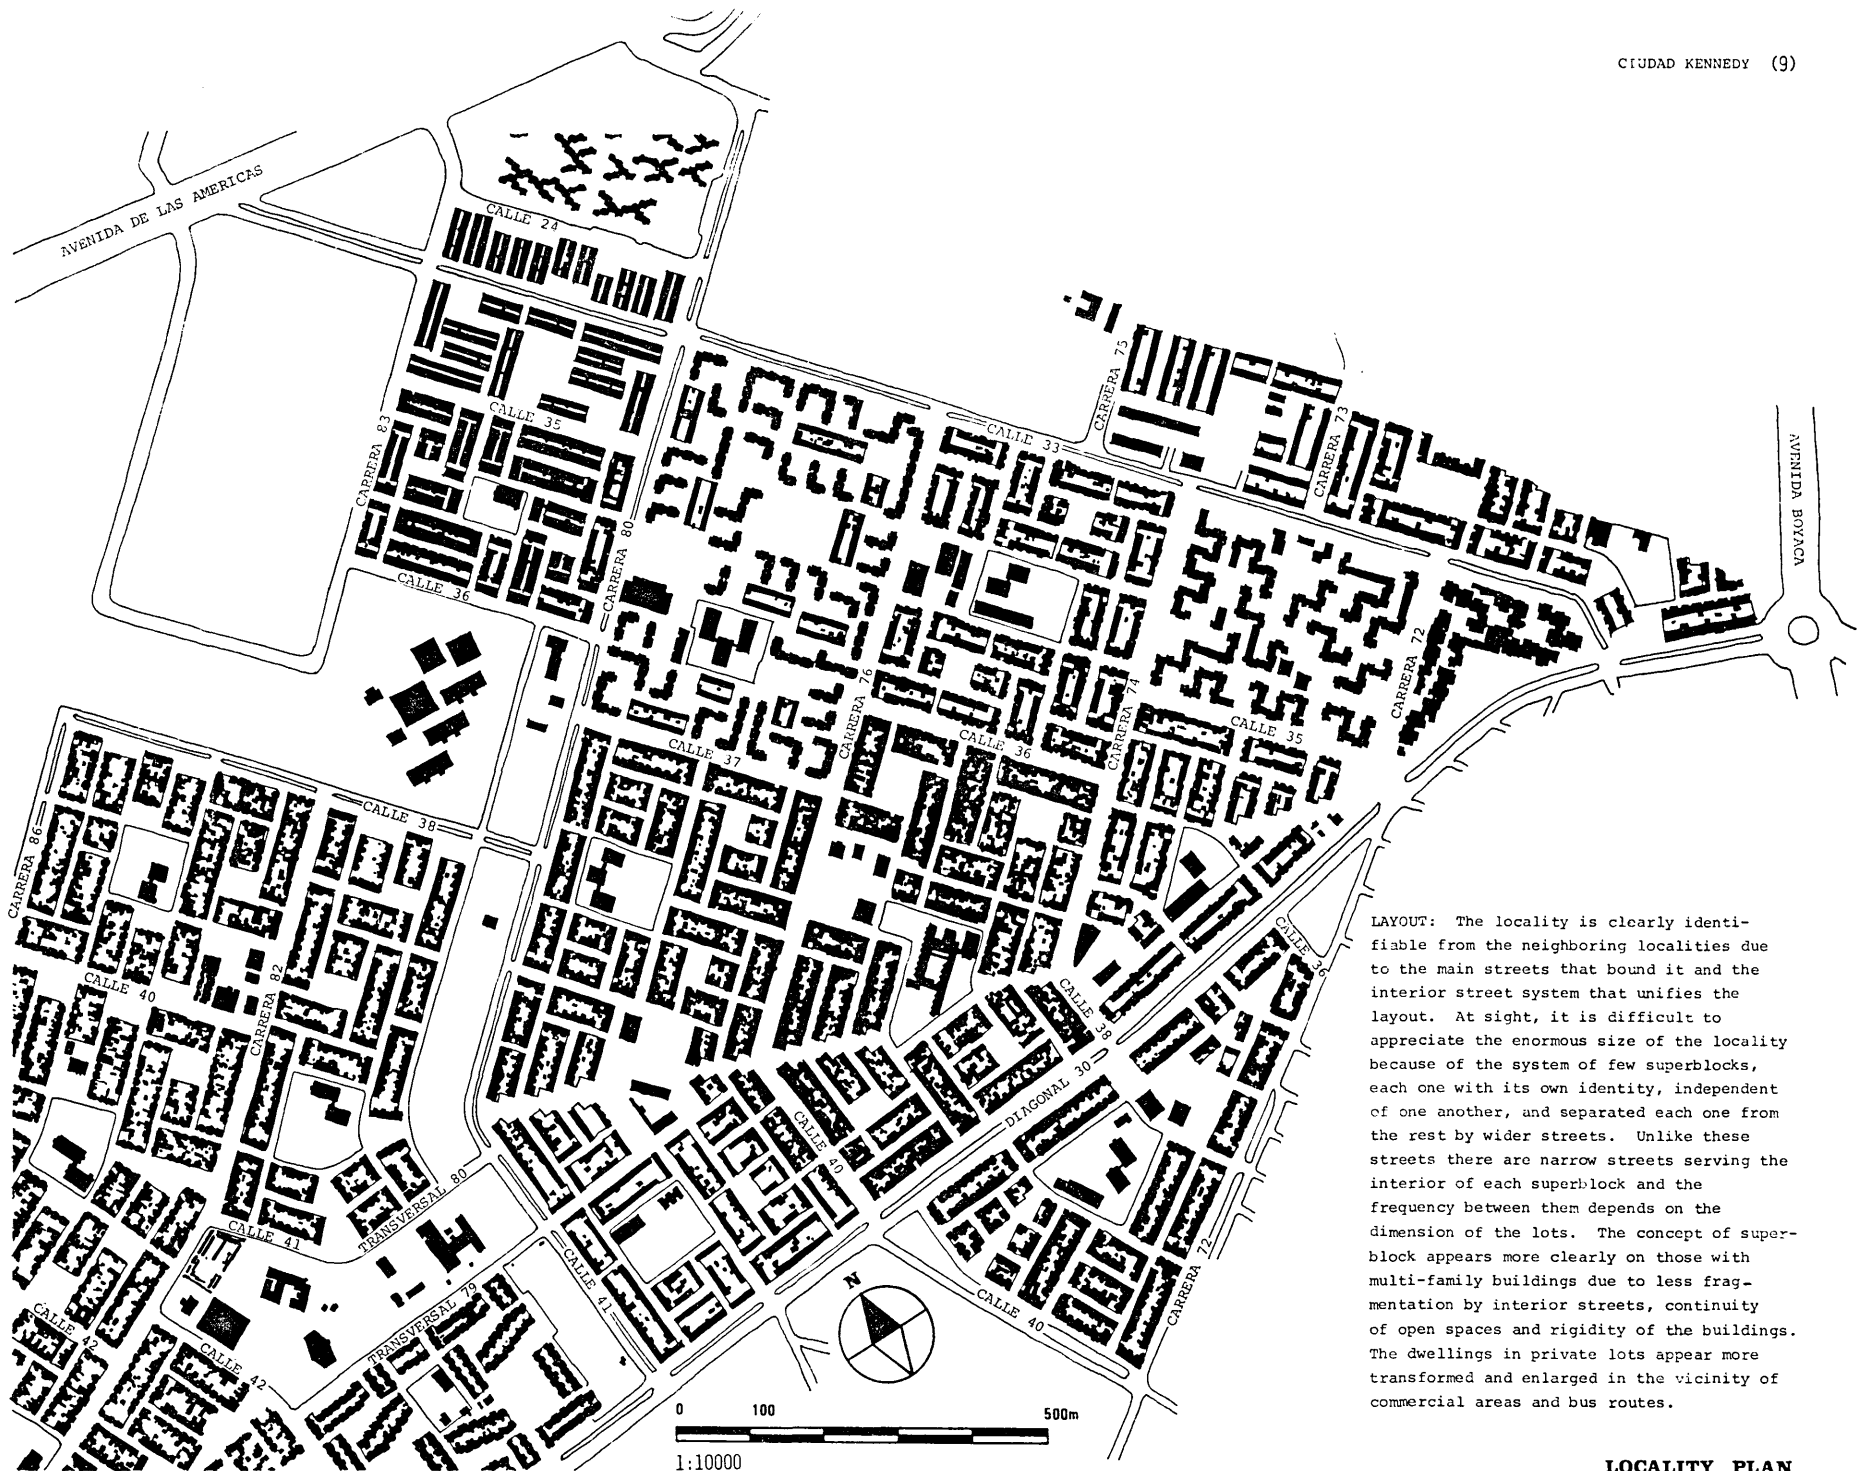 CIUDAD KENNEDY (9)
AVENIDA DE LAS AMERICAS
CALLE 24
CARRERA 75
CARRERA 73
CALLE 33
CALLE 35
CARRERA 83
AVENIDA BOYACA
CARRERA 80
CALLE 36
CARRERA 72
CARRERA 76
CARRERA 74
CALLE 35
CALLE 36
CALLE 37
CALLE 38
CARRERA 86
CALLE 36
CALLE 40
CARRERA 82
CALLE 38
DIAGONAL 30
CALLE 40
TRANSVERSAL 80
CALLE 41
CALLE 41
CARRERA 72
TRANSVERSAL 79
CALLE 40
CALLE 42
CALLE 42
N
0 100 500m
1:10000
LAYOUT: The locality is clearly identi-
fiable from the neighboring localities due
to the main streets that bound it and the
interior street system that unifies the
layout. At sight, it is difficult to
appreciate the enormous size of the locality
because of the system of few superblocks,
each one with its own identity, independent
of one another, and separated each one from
the rest by wider streets. Unlike these
streets there are narrow streets serving the
interior of each superblock and the
frequency between them depends on the
dimension of the lots. The concept of super-
block appears more clearly on those with
multi-family buildings due to less frag-
mentation by interior streets, continuity
of open spaces and rigidity of the buildings.
The dwellings in private lots appear more
transformed and enlarged in the vicinity of
commercial areas and bus routes.
LOCALITY PLAN